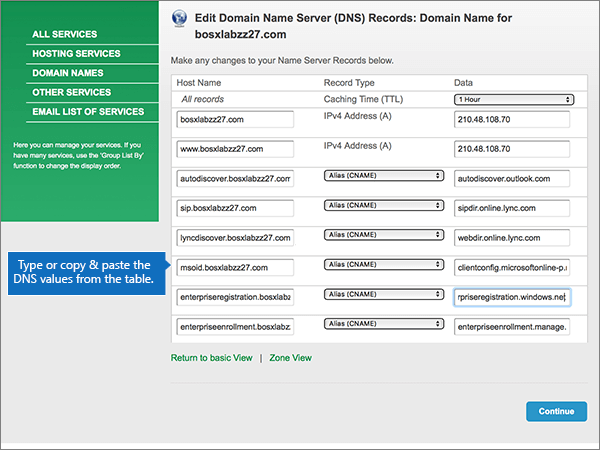 ALL SERVICES
HOSTING SERVICES
DOMAIN NAMES
OTHER SERVICES
EMAIL LIST OF SERVICES
Here you can manage your services. If you
have many services, use the 'Group List By'
function to change the display order.
Type or copy & paste the
DNS values from the table.
Edit Domain Name Server (DNS) Records: Domain Name for
bosxlabzz27.com
Make any changes to your Name Server Records below.
Host Name Record Type Data
All records Caching Time (TTL) 1 Hour
bosxlabzz27.com IPv4 Address (A) 210.48.108.70
www.bosxlabzz27.com IPv4 Address (A) 210.48.108.70
autodiscover.bosxlabzz27.com Alias (CNAME) autodiscover.outlook.com
sip.bosxlabzz27.com Alias (CNAME) sipdir.online.lync.com
lyncdiscover.bosxlabzz27.com Alias (CNAME) webdir.online.lync.com
msoid.bosxlabzz27.com Alias (CNAME) clientconfig.microsoftonline-p.
enterpriseregistration.bosxlabz Alias (CNAME) rpriseregistration.windows.net
enterpriseenrollment.bosxlabz Alias (CNAME) enterpriseenrollment.manage.
Return to basic View | Zone View
Continue